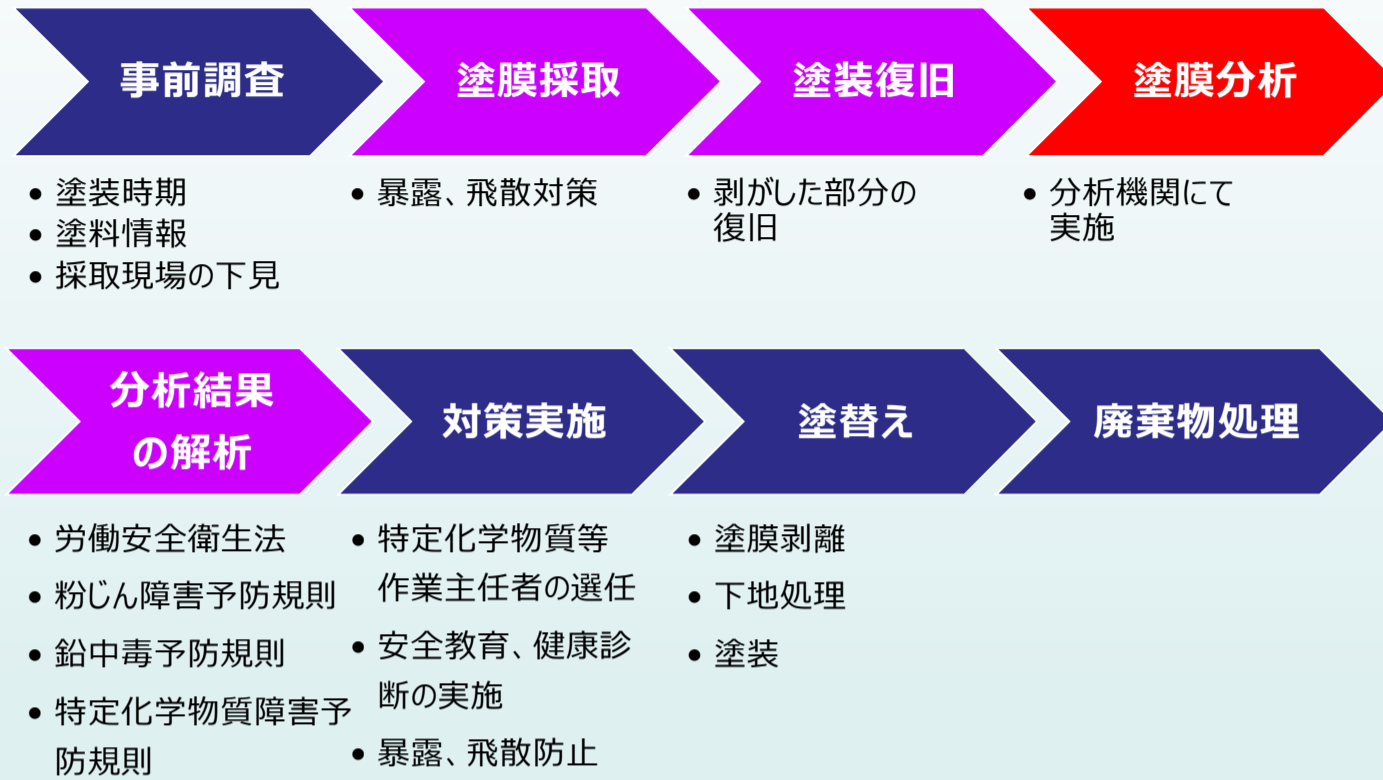 事前調査
塗膜採取
塗装復旧
塗膜分析
• 塗装時期
• 塗料情報
• 採取現場の下見
• 暴露、飛散対策
• 剥がした部分の
復旧
• 分析機関にて
実施
分析結果
の解析
対策実施
塗替え
廃棄物処理
• 労働安全衛生法
• 粉じん障害予防規則
• 鉛中毒予防規則
• 特定化学物質障害予
防規則
• 特定化学物質等
作業主任者の選任
• 安全教育、健康診
断の実施
• 暴露、飛散防止
• 塗膜剥離
• 下地処理
• 塗装